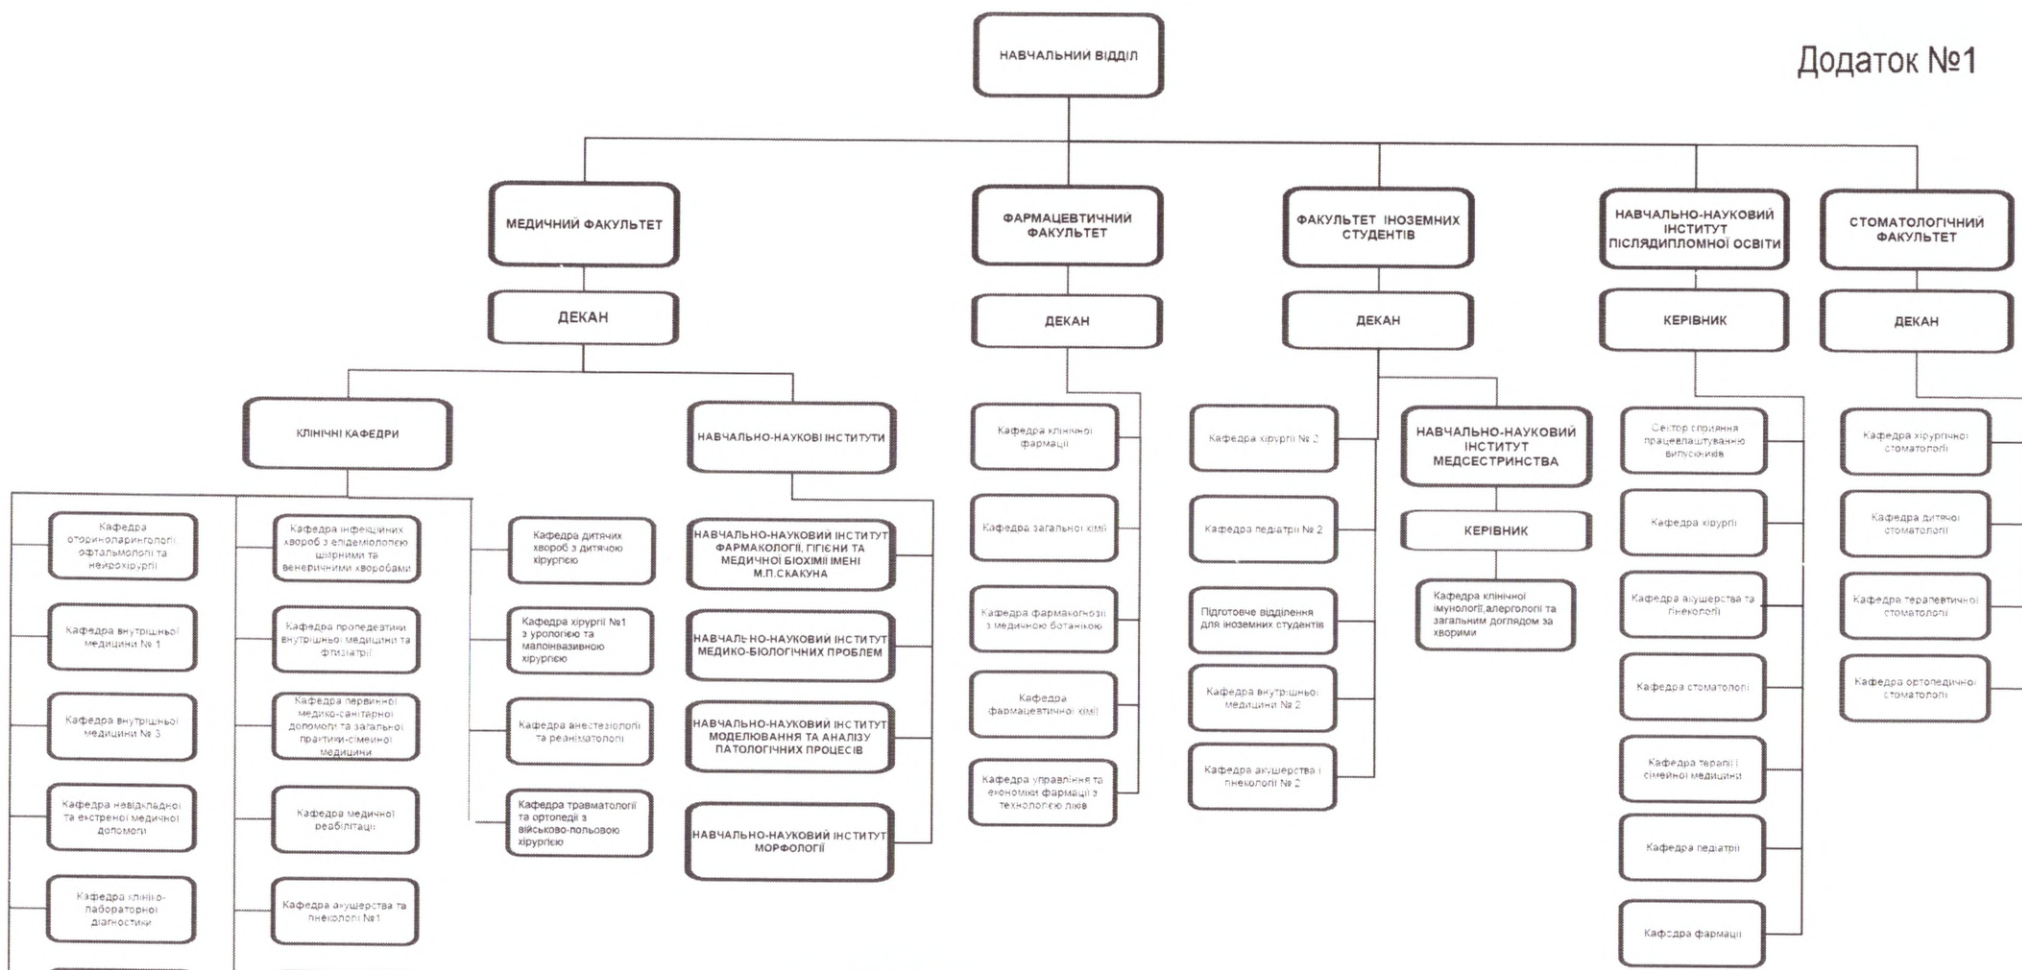 Додаток №1
НАВЧАЛЬНИЙ ВІДДІЛ
МЕДИЧНИЙ ФАКУЛЬТЕТ
ФАРМАЦЕВТИЧНИЙ
ФАКУЛЬТЕТ
ФАКУЛЬТЕТ ІНОЗЕМНИХ
СТУДЕНТІВ
НАВЧАЛЬНО-НАУКОВИЙ
ІНСТИТУТ
ПІСЛЯДИПЛОМНОЇ ОСВІТИ
СТОМАТОЛОГІЧНИЙ
ФАКУЛЬТЕТ
ДЕКАН
ДЕКАН
ДЕКАН
КЕРІВНИК
ДЕКАН
КЛІНІЧНІ КАФЕДРИ
НАВЧАЛЬНО-НАУКОВІ ІНСТИТУТИ
Кафедра
оториноларингології,
офтальмології та
нейрохірургії
Кафедра внутрішньої
медицини № 1
Кафедра внутрішньої
медицини № 3
Кафедра невідкладної
та екстреної медичної
допомоги
Кафедра клініко-
лабораторної
діагностики
Кафедра інфекційних
хвороб з епідеміологією
шкірними та
венеричними хворобами
Кафедра пропедевтики
внутрішньої медицини та
фтизіатрії
Кафедра первинної
медико-санітарної
допомоги та загальної
практики-сімейної
медицини
Кафедра медичної
реабілітації
Кафедра акушерства та
гінекології №1
Кафедра дитячих
хвороб з дитячою
хірургією
Кафедра хірургії №1
з урологією та
малоінвазивною
хірургією
Кафедра анестезіології
та реаніматології
Кафедра травматології
та ортопедії з
військово-польовою
хірургією
НАВЧАЛЬНО-НАУКОВИЙ ІНСТИТУТ
ФАРМАКОЛОГІЇ, ГІГІЄНИ ТА
МЕДИЧНОЇ БІОХІМІЇ ІМЕНІ
М.П.СКАКУНА
НАВЧАЛЬНО-НАУКОВИЙ ІНСТИТУТ
МЕДИКО-БІОЛОГІЧНИХ ПРОБЛЕМ
НАВЧАЛЬНО-НАУКОВИЙ ІНСТИТУТ
МОДЕЛЮВАННЯ ТА АНАЛІЗУ
ПАТОЛОГІЧНИХ ПРОЦЕСІВ
НАВЧАЛЬНО-НАУКОВИЙ ІНСТИТУТ
МОРФОЛОГІЇ
Кафедра клінічної
фармації
Кафедра загальної хімії
Кафедра фармакогнозії
з медичною ботанікою
Кафедра
фармацевтичної хімії
Кафедра управління та
економіки фармації з
технологією ліків
Кафедра хірургії № 2
Кафедра педіатрії № 2
Підготовче відділення
для іноземних студентів
Кафедра внутрішньої
медицини № 2
Кафедра акушерства і
гінекології № 2
НАВЧАЛЬНО-НАУКОВИЙ
ІНСТИТУТ
МЕДСЕСТРИНСТВА
КЕРІВНИК
Кафедра клінічної
імунології,алергології та
загальним доглядом за
хворими
Сектор сприяння
працевлаштуванню
випускників
Кафедра хірургії
Кафедра акушерства та
гінекології
Кафедра стоматології
Кафедра терапії і
сімейної медицини
Кафедра педіатрії
Кафедра фармації
Кафедра хірургічної
стоматології
Кафедра дитячої
стоматології
Кафедра терапевтичної
стоматології
Кафедра ортопедичної
стоматології